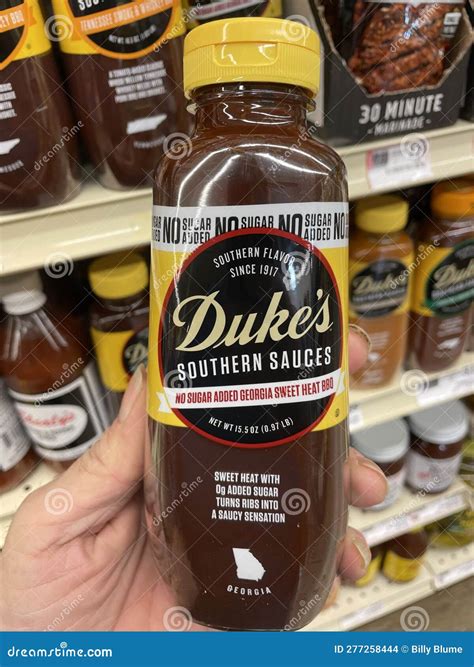 TENNESSEE SMOKE & WHISKEY
30 MINUTE
MARINADE
NO SUGAR ADDED NO SUGAR ADDED NO SUGAR ADDED
SOUTHERN FLAVOR
SINCE 1917
Duke's
SOUTHERN SAUCES
NO SUGAR ADDED GEORGIA SWEET HEAT BBQ
NET WT 15.5 OZ (0.97 LB)
SWEET HEAT WITH
0g ADDED SUGAR
TURNS RIBS INTO
A SAUCY SENSATION
GEORGIA
Duke's
Duke's
dreamstime.com
dreamstime.com
ID 277258444 © Billy Blume